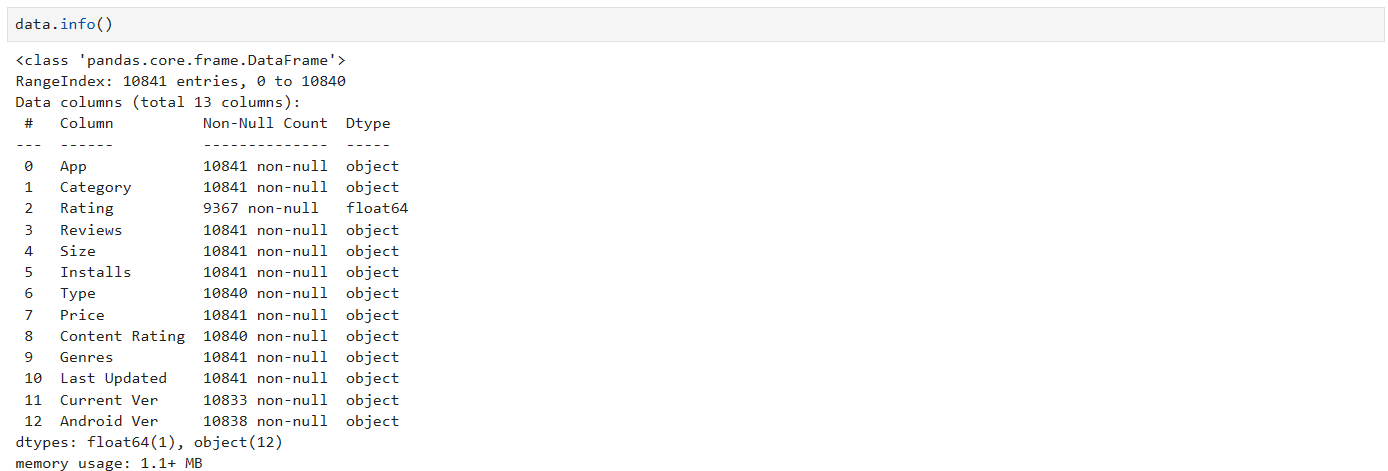 data.info()
<class 'pandas.core.frame.DataFrame'>
RangeIndex: 10841 entries, 0 to 10840
Data columns (total 13 columns):
 #   Column          Non-Null Count  Dtype
---  ------          --------------  -----
 0   App             10841 non-null  object
 1   Category        10841 non-null  object
 2   Rating          9367 non-null   float64
 3   Reviews         10841 non-null  object
 4   Size            10841 non-null  object
 5   Installs        10841 non-null  object
 6   Type            10840 non-null  object
 7   Price           10841 non-null  object
 8   Content Rating  10840 non-null  object
 9   Genres          10841 non-null  object
 10  Last Updated    10841 non-null  object
 11  Current Ver     10833 non-null  object
 12  Android Ver     10838 non-null  object
dtypes: float64(1), object(12)
memory usage: 1.1+ MB